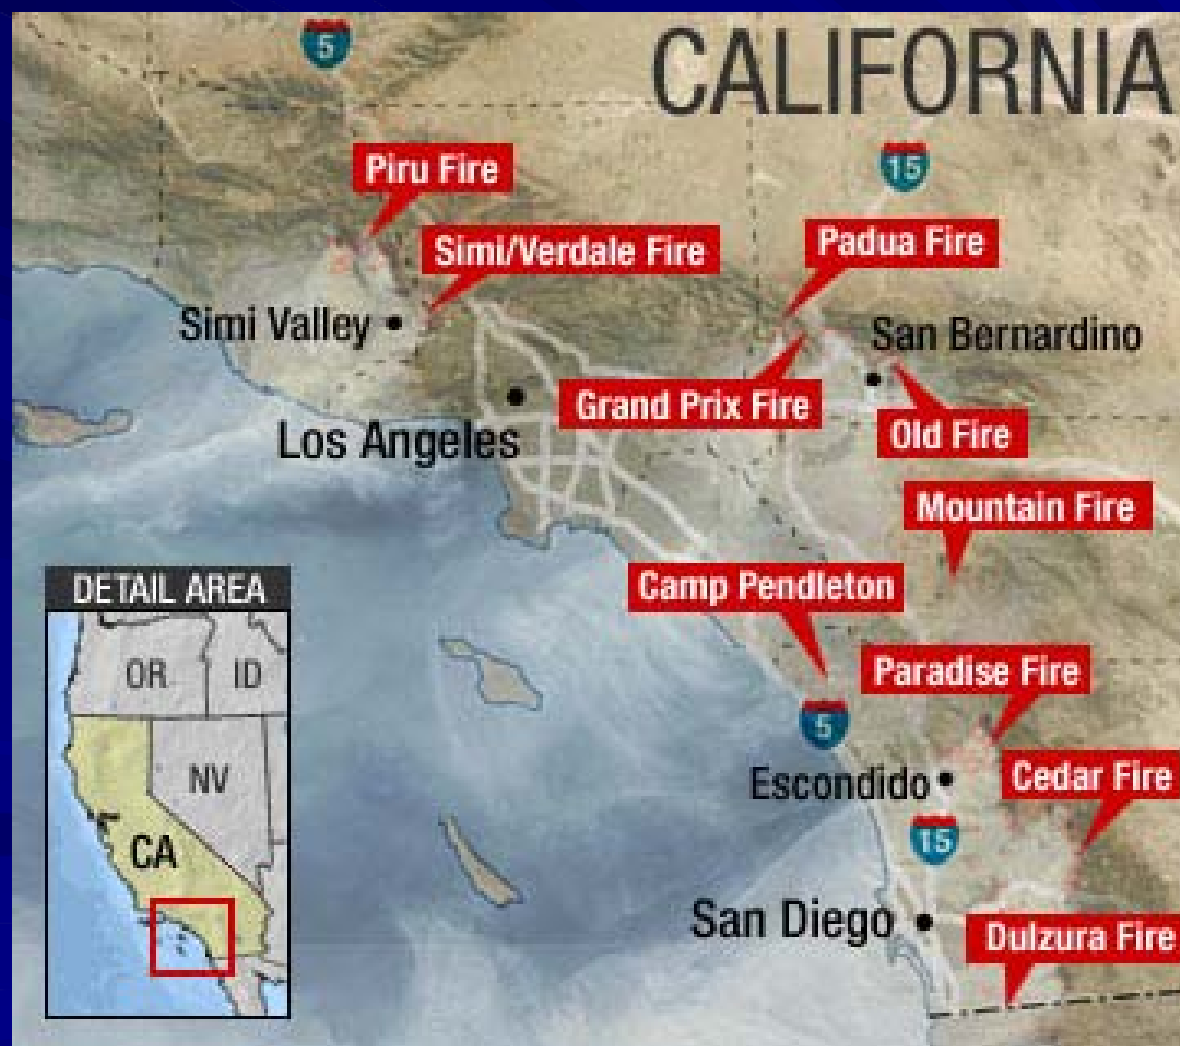 CALIFORNIA
5
15
Piru Fire
Simi/Verdale Fire
Padua Fire
Simi Valley
San Bernardino
Grand Prix Fire
Old Fire
Los Angeles
Mountain Fire
Camp Pendleton
DETAIL AREA
OR
ID
NV
CA
Paradise Fire
5
Escondido
Cedar Fire
15
San Diego
Dulzura Fire